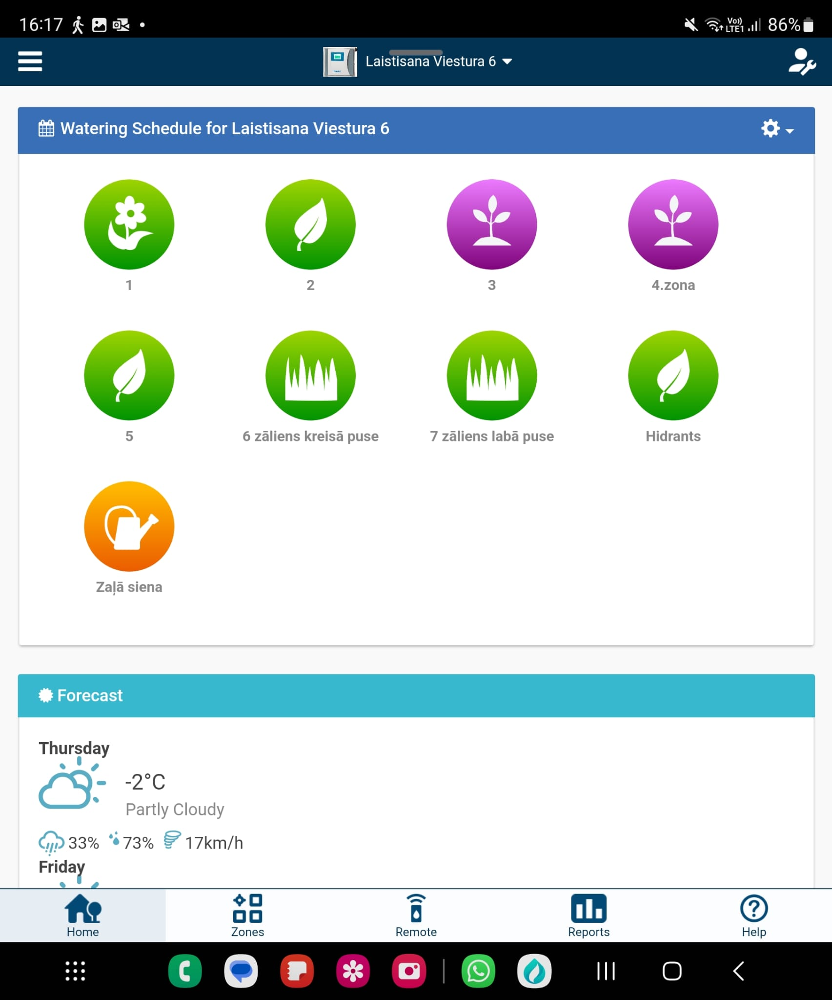 16:17
Vo))
LTE1
86%
Laistisana Viestura 6
Watering Schedule for Laistisana Viestura 6
1
2
3
4.zona
5
6 zāliens kreisā puse
7 zāliens labā puse
Hidrants
Zaļā siena
Forecast
Thursday
-2°C
Partly Cloudy
33% 73% 17km/h
Friday
Home
Zones
Remote
Reports
Help